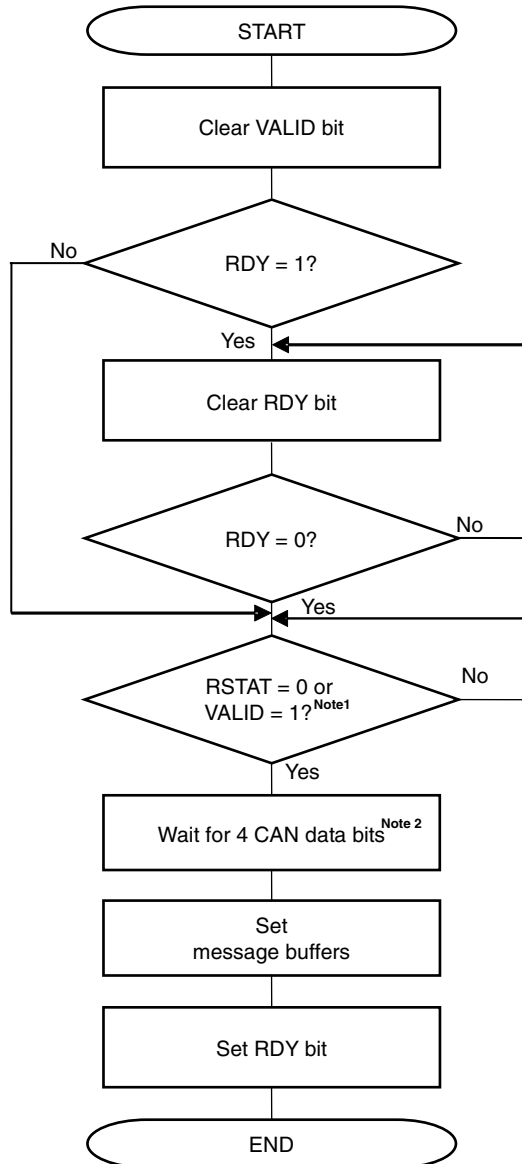 START
Clear VALID bit
No
RDY = 1?
Yes
Clear RDY bit
No
RDY = 0?
Yes
No
RSTAT = 0 or
VALID = 1?Note1
Yes
Wait for 4 CAN data bitsNote 2
Set
message buffers
Set RDY bit
END